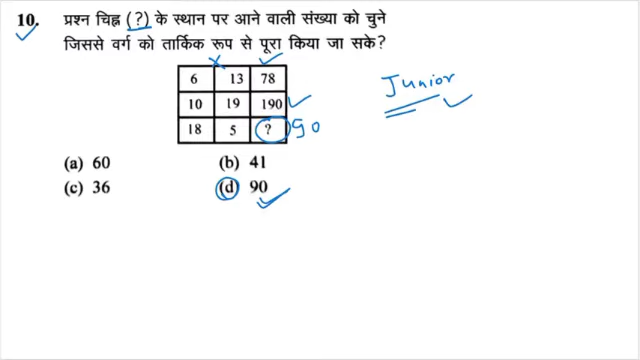 10. प्रश्न चिह्न (?) के स्थान पर आने वाली संख्या को चुने
जिससे वर्ग को तार्किक रूप से पूरा किया जा सके?
Junior
6 13 78
10 19 190
18 5 ? 90
(a) 60 (b) 41
(c) 36 (d) 90